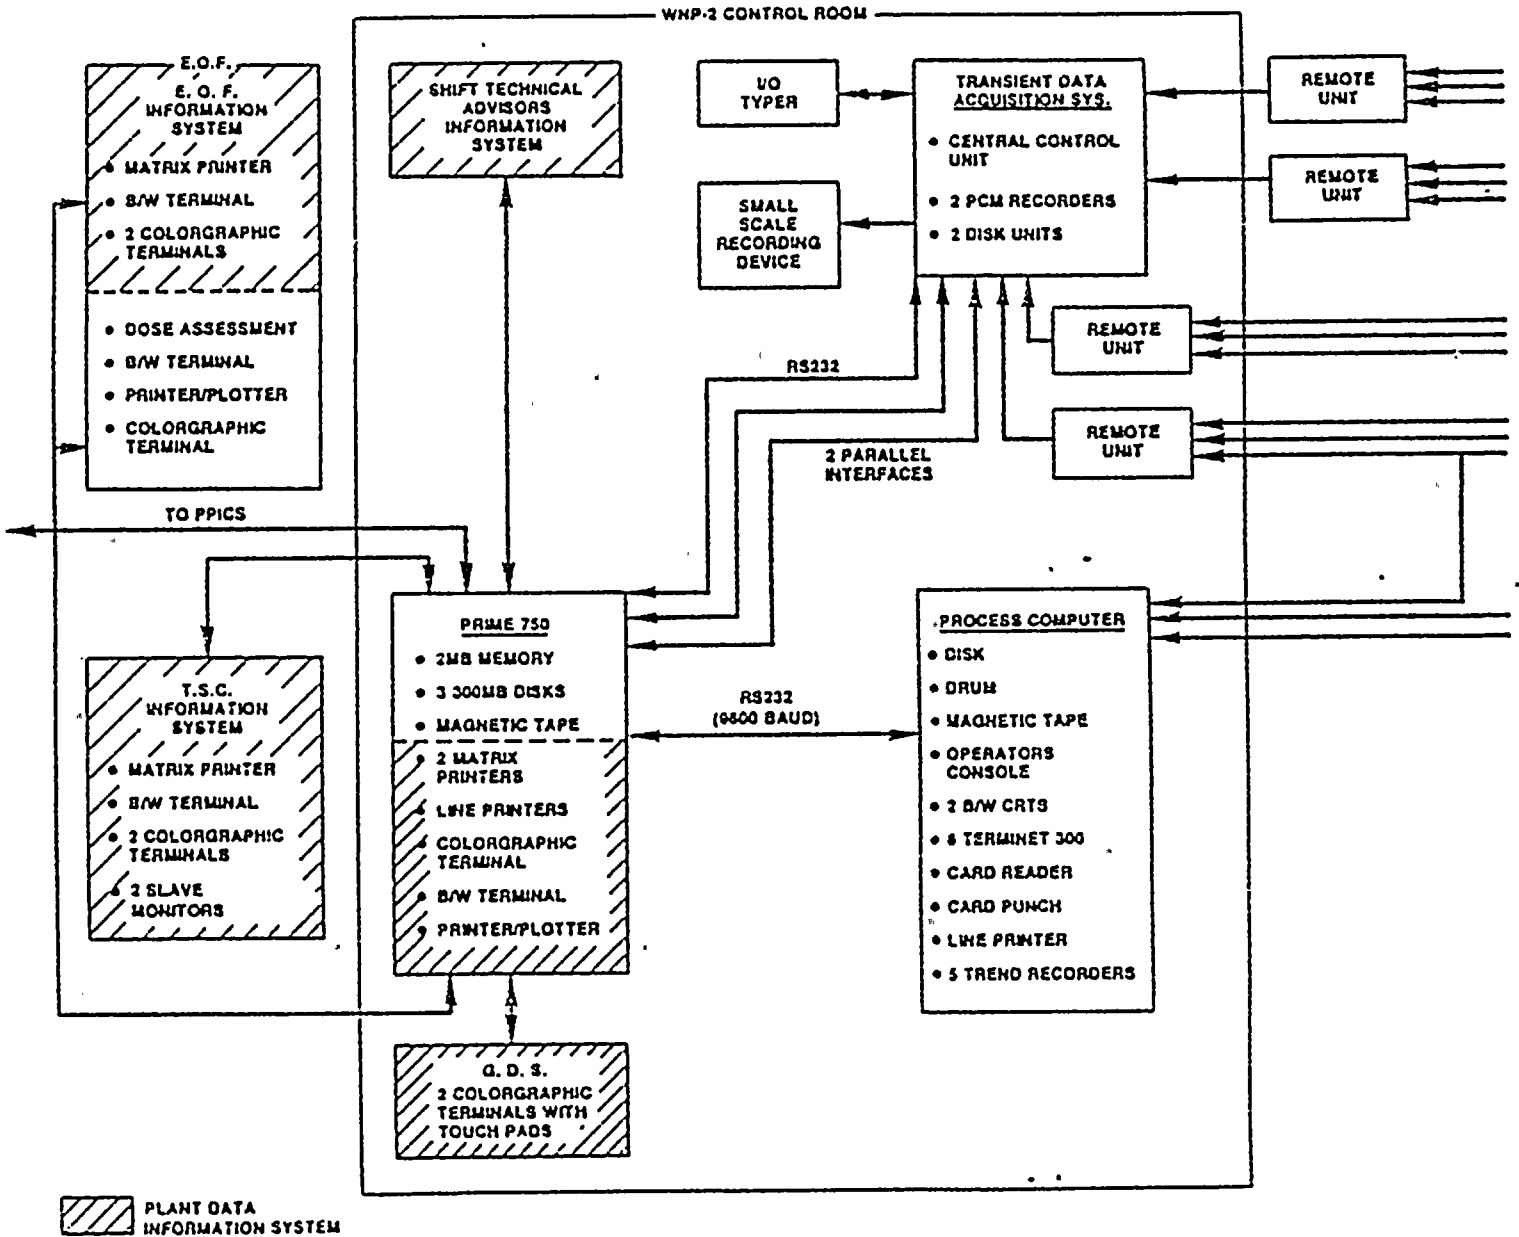 WNP-2 CONTROL ROOM
E.O.F.
E. O. F.
INFORMATION
SYSTEM
• MATRIX PRINTER
• B/W TERMINAL
• 2 COLORGRAPHIC
TERMINALS
• DOSE ASSESSMENT
• B/W TERMINAL
• PRINTER/PLOTTER
• COLORGRAPHIC
TERMINAL
SHIFT TECHNICAL
ADVISORS
INFORMATION
SYSTEM
I/O
TYPER
SMALL
SCALE
RECORDING
DEVICE
TRANSIENT DATA
ACQUISITION SYS.
• CENTRAL CONTROL
UNIT
• 2 PCM RECORDERS
• 2 DISK UNITS
REMOTE
UNIT
REMOTE
UNIT
REMOTE
UNIT
REMOTE
UNIT
RS232
2 PARALLEL
INTERFACES
TO PPICS
T.S.C.
INFORMATION
SYSTEM
• MATRIX PRINTER
• B/W TERMINAL
• 2 COLORGRAPHIC
TERMINALS
• 2 SLAVE
MONITORS
PRIME 750
• 2MB MEMORY
• 3 300MB DISKS
• MAGNETIC TAPE
• 2 MATRIX
PRINTERS
• LINE PRINTERS
• COLORGRAPHIC
TERMINAL
• B/W TERMINAL
• PRINTER/PLOTTER
RS232
(9600 BAUD)
PROCESS COMPUTER
• DISK
• DRUM
• MAGNETIC TAPE
• OPERATORS
CONSOLE
• 2 B/W CRTS
• TERMINET 300
• CARD READER
• CARD PUNCH
• LINE PRINTER
• 5 TREND RECORDERS
G. D. S.
2 COLORGRAPHIC
TERMINALS WITH
TOUCH PADS
PLANT DATA
INFORMATION SYSTEM